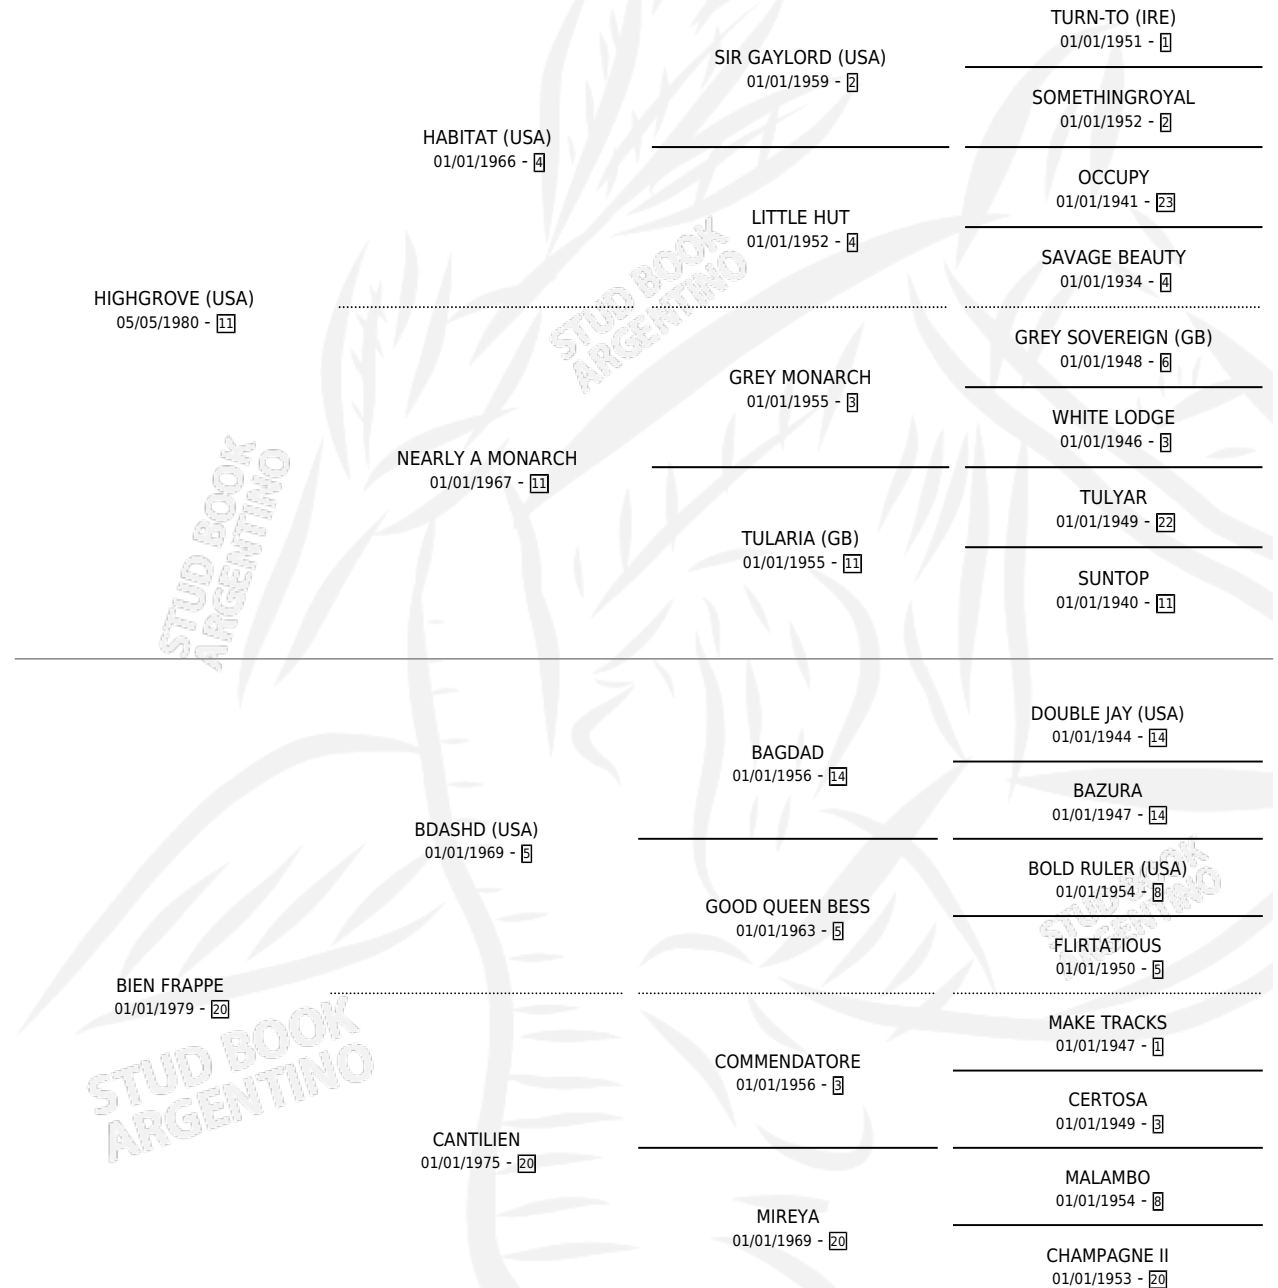 TURN-TO (IRE)
01/01/1951 - 1
SIR GAYLORD (USA)
01/01/1959 - 2
SOMETHINGROYAL
01/01/1952 - 2
HABITAT (USA)
01/01/1966 - 4
OCCUPY
01/01/1941 - 23
LITTLE HUT
01/01/1952 - 4
SAVAGE BEAUTY
01/01/1934 - 4
HIGHGROVE (USA)
05/05/1980 - 11
STUD BOOK
ARGENTINO
GREY SOVEREIGN (GB)
01/01/1948 - 6
GREY MONARCH
01/01/1955 - 3
WHITE LODGE
01/01/1946 - 3
NEARLY A MONARCH
01/01/1967 - 11
TULYAR
01/01/1949 - 22
TULARIA (GB)
01/01/1955 - 11
SUNTOP
01/01/1940 - 11
STUD BOOK
ARGENTINO
DOUBLE JAY (USA)
01/01/1944 - 14
BAGDAD
01/01/1956 - 14
BAZURA
01/01/1947 - 14
BDASHD (USA)
01/01/1969 - 5
BOLD RULER (USA)
01/01/1954 - 8
GOOD QUEEN BESS
01/01/1963 - 5
STUD BOOK
ARGENTINO
FLIRTATIOUS
01/01/1950 - 5
BIEN FRAPPE
01/01/1979 - 20
MAKE TRACKS
01/01/1947 - 1
COMMENDATORE
01/01/1956 - 3
STUD BOOK
ARGENTINO
CERTOSA
01/01/1949 - 3
CANTILIEN
01/01/1975 - 20
MALAMBO
01/01/1954 - 8
MIREYA
01/01/1969 - 20
CHAMPAGNE II
01/01/1953 - 20